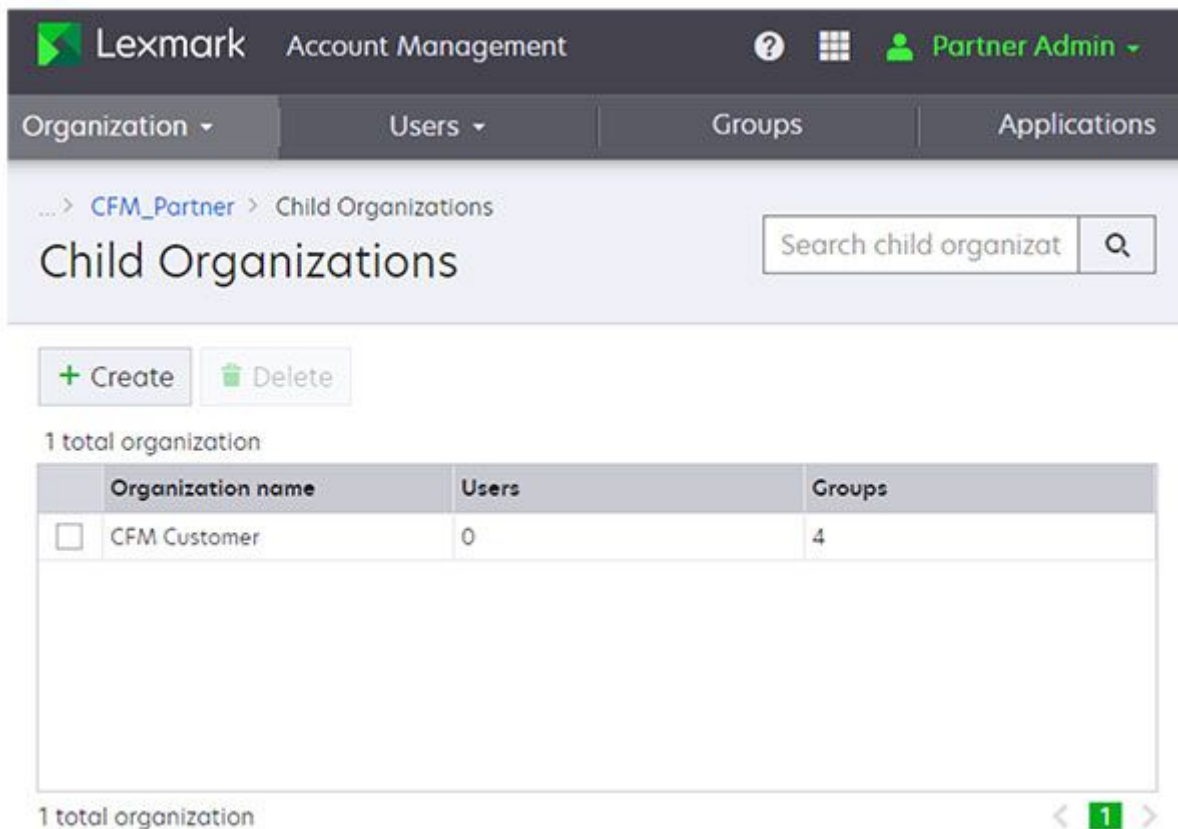 Lexmark Account Management ? Partner Admin
Organization Users Groups Applications
...> CFM_Partner > Child Organizations
Child Organizations
Search child organizat
+ Create Delete
1 total organization
Organization name Users Groups
CFM Customer 0 4
1 total organization < 1 >